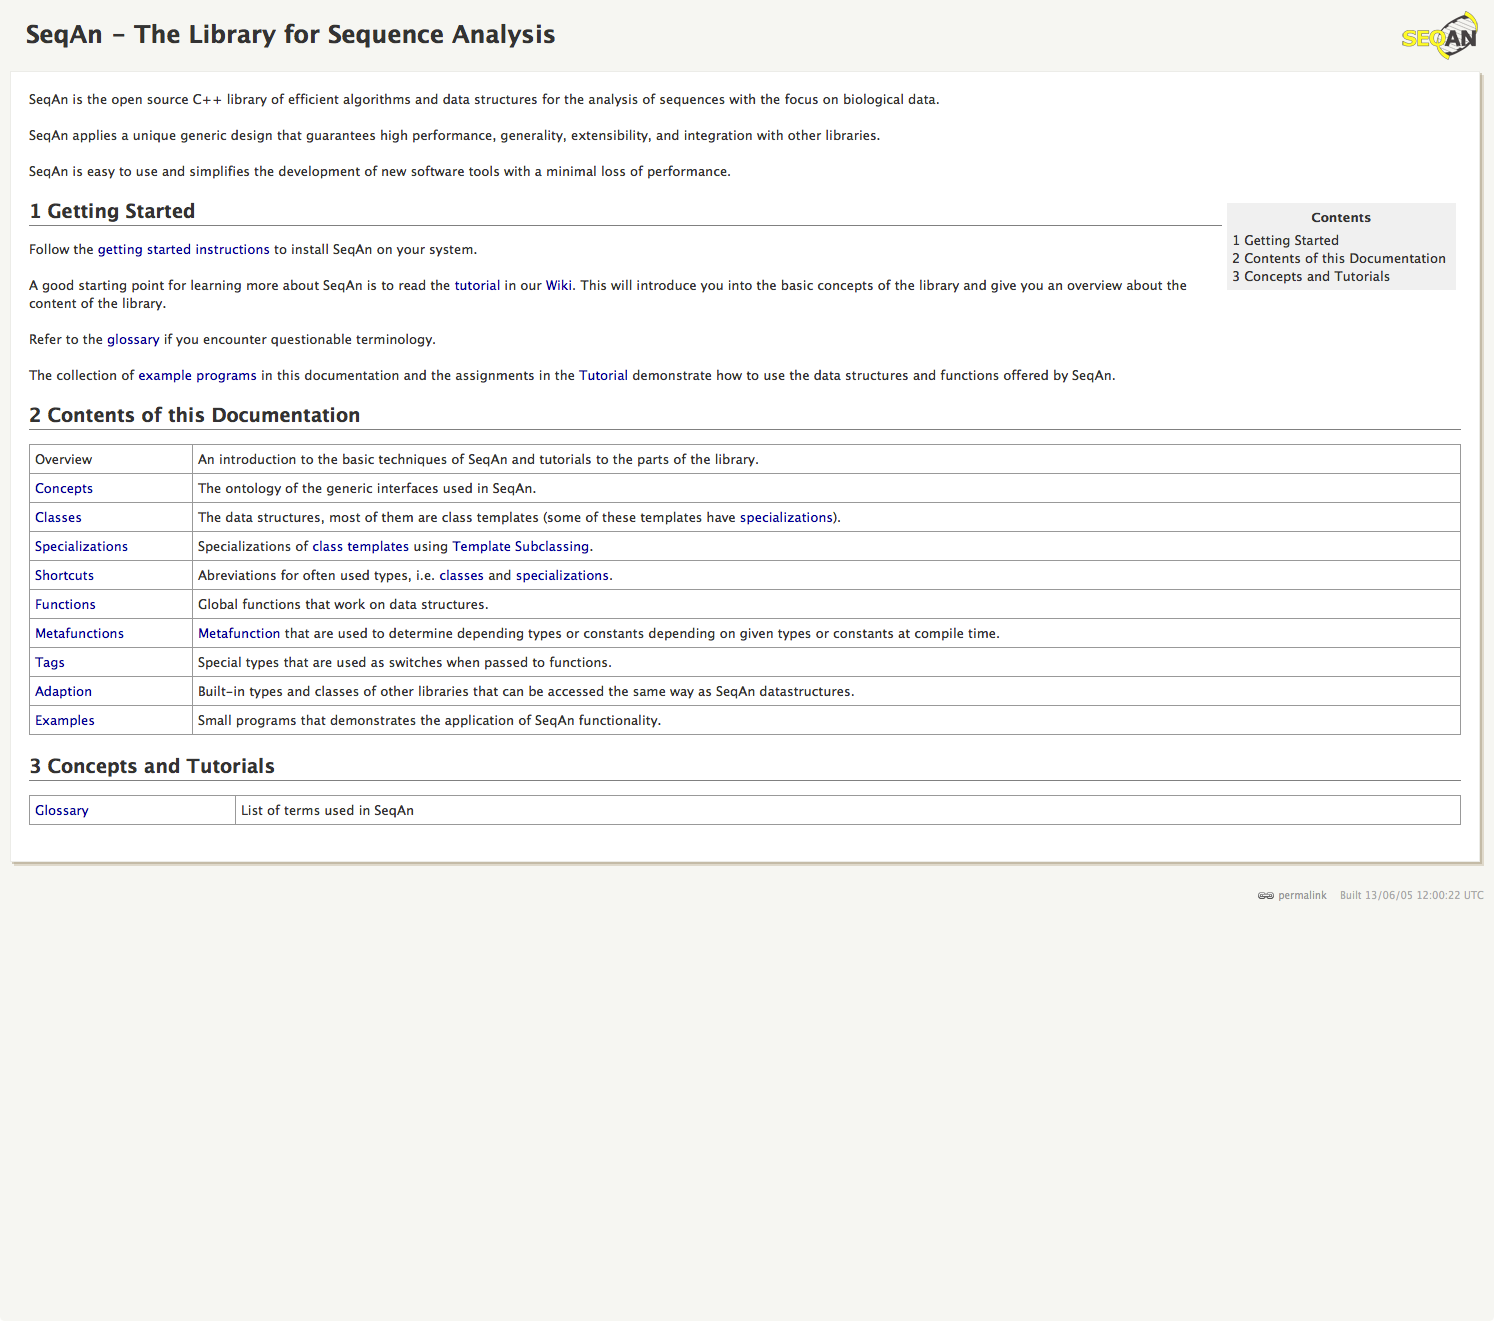 SeqAn - The Library for Sequence Analysis
SEQAN
SeqAn is the open source C++ library of efficient algorithms and data structures for the analysis of sequences with the focus on biological data.
SeqAn applies a unique generic design that guarantees high performance, generality, extensibility, and integration with other libraries.
SeqAn is easy to use and simplifies the development of new software tools with a minimal loss of performance.
1 Getting Started
Contents
1 Getting Started
2 Contents of this Documentation
3 Concepts and Tutorials
Follow the getting started instructions to install SeqAn on your system.
A good starting point for learning more about SeqAn is to read the tutorial in our Wiki. This will introduce you into the basic concepts of the library and give you an overview about the
content of the library.
Refer to the glossary if you encounter questionable terminology.
The collection of example programs in this documentation and the assignments in the Tutorial demonstrate how to use the data structures and functions offered by SeqAn.
2 Contents of this Documentation
Overview An introduction to the basic techniques of SeqAn and tutorials to the parts of the library.
Concepts The ontology of the generic interfaces used in SeqAn.
Classes The data structures, most of them are class templates (some of these templates have specializations).
Specializations Specializations of class templates using Template Subclassing.
Shortcuts Abreviations for often used types, i.e. classes and specializations.
Functions Global functions that work on data structures.
Metafunctions Metafunction that are used to determine depending types or constants depending on given types or constants at compile time.
Tags Special types that are used as switches when passed to functions.
Adaption Built-in types and classes of other libraries that can be accessed the same way as SeqAn datastructures.
Examples Small programs that demonstrates the application of SeqAn functionality.
3 Concepts and Tutorials
Glossary List of terms used in SeqAn
permalink Built 13/06/05 12:00:22 UTC